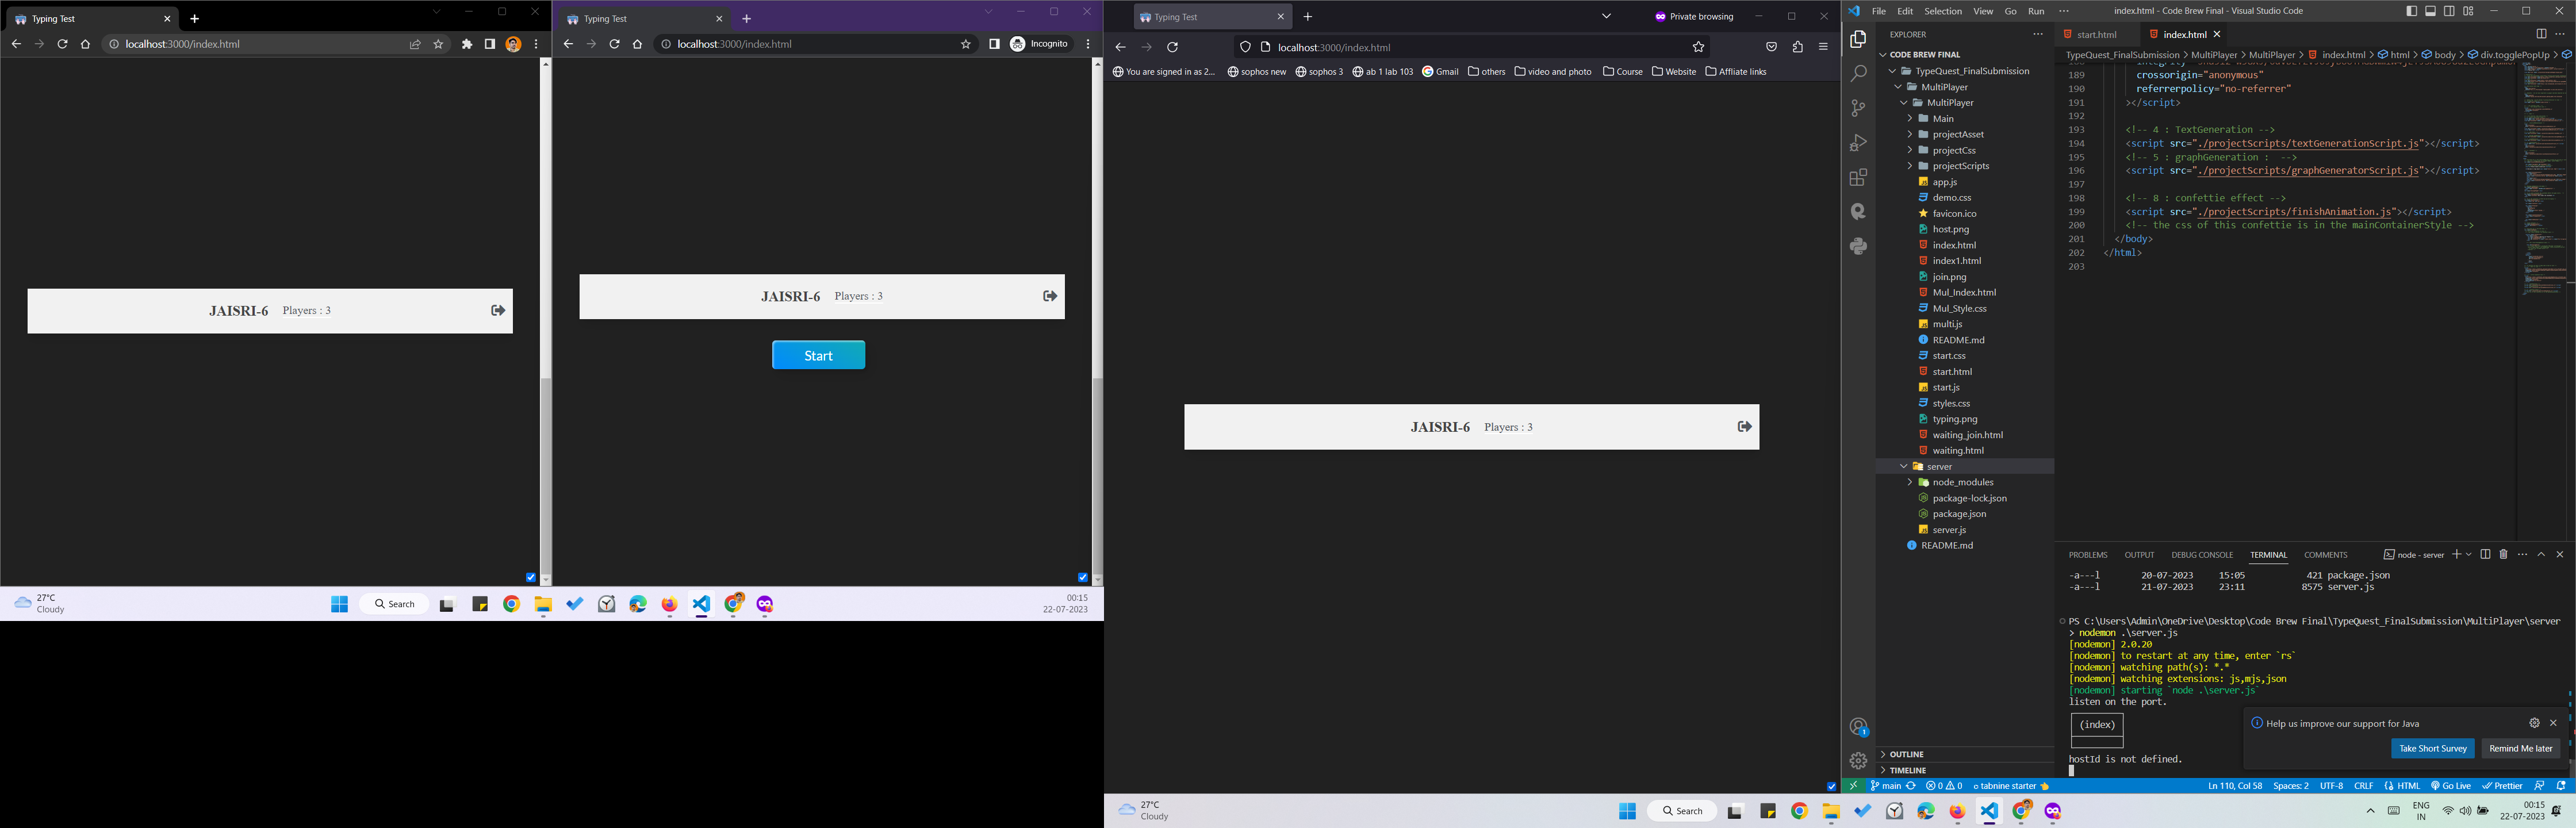 Typing Test
localhost:3000/index.html
JAISRI-6 Players : 3
27°C
Cloudy
Search
00:15
22-07-2023
Typing Test
localhost:3000/index.html
Incognito
JAISRI-6 Players : 3
Start
Typing Test
Private browsing
localhost:3000/index.html
You are signed in as 2... sophos new sophos 3 ab 1 lab 103 Gmail others video and photo Course Website Affliate links
JAISRI-6 Players : 3
27°C
Cloudy
Search
File Edit Selection View Go Run ··· index.html - Code Brew Final - Visual Studio Code
EXPLORER
CODE BREW FINAL
TypeQuest_FinalSubmission
MultiPlayer
MultiPlayer
Main
projectAsset
projectCss
projectScripts
app.js
demo.css
favicon.ico
host.png
index.html
index1.html
join.png
Mul_Index.html
Mul_Style.css
multi.js
README.md
start.css
start.html
start.js
styles.css
typing.png
waiting_join.html
waiting.html
server
node_modules
package-lock.json
package.json
server.js
README.md
OUTLINE
TIMELINE
start.html index.html
TypeQuest_FinalSubmission > MultiPlayer > MultiPlayer > index.html > html > body > div.togglePopUp >
189 crossorigin="anonymous"
190 referrerpolicy="no-referrer"
191 ></script>
192
193 <!-- 4 : TextGeneration -->
194 <script src="./projectScripts/textGenerationScript.js"></script>
195 <!-- 5 : graphGeneration :  -->
196 <script src="./projectScripts/graphGeneratorScript.js"></script>
197
198 <!-- 8 : confettie effect -->
199 <script src="./projectScripts/finishAnimation.js"></script>
200 <!-- the css of this confettie is in the mainContainerStyle -->
201 </body>
202 </html>
203
PROBLEMS OUTPUT DEBUG CONSOLE TERMINAL COMMENTS node - server
-a---l 20-07-2023 15:05 421 package.json
-a---l 21-07-2023 23:11 8575 server.js
PS C:\Users\Admin\OneDrive\Desktop\Code Brew Final\TypeQuest_FinalSubmission\MultiPlayer\server
> nodemon .\server.js
[nodemon] 2.0.20
[nodemon] to restart at any time, enter `rs`
[nodemon] watching path(s): *.*
[nodemon] watching extensions: js,mjs,json
[nodemon] starting `node .\server.js`
listen on the port.
(index)
hostId is not defined.
Help us improve our support for Java
Take Short Survey Remind Me later
main 0 0 tabnine starter Ln 110, Col 58 Spaces: 2 UTF-8 CRLF HTML Go Live Prettier
ENG
IN
00:15
22-07-2023